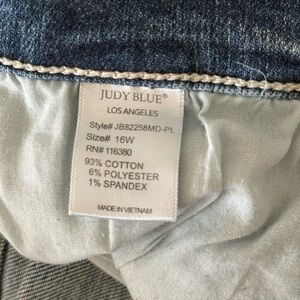 JUDY BLUE®
LOS ANGELES
Style# JB82258MD-PL
Size# 16W
RN# 116380
93% COTTON
6% POLYESTER
1% SPANDEX
MADE IN VIETNAM